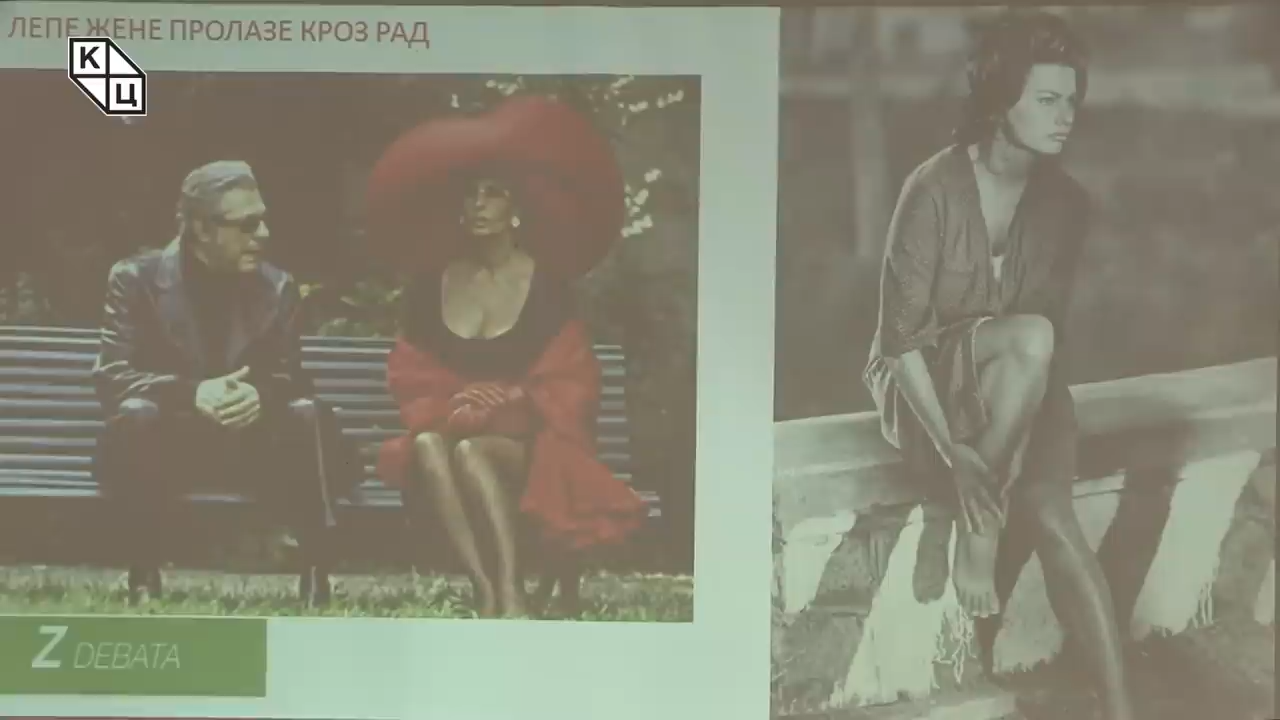 ЛЕПЕ ЖЕНЕ ПРОЛАЗЕ КРОЗ РАД
К
Ц
Z DEBATA